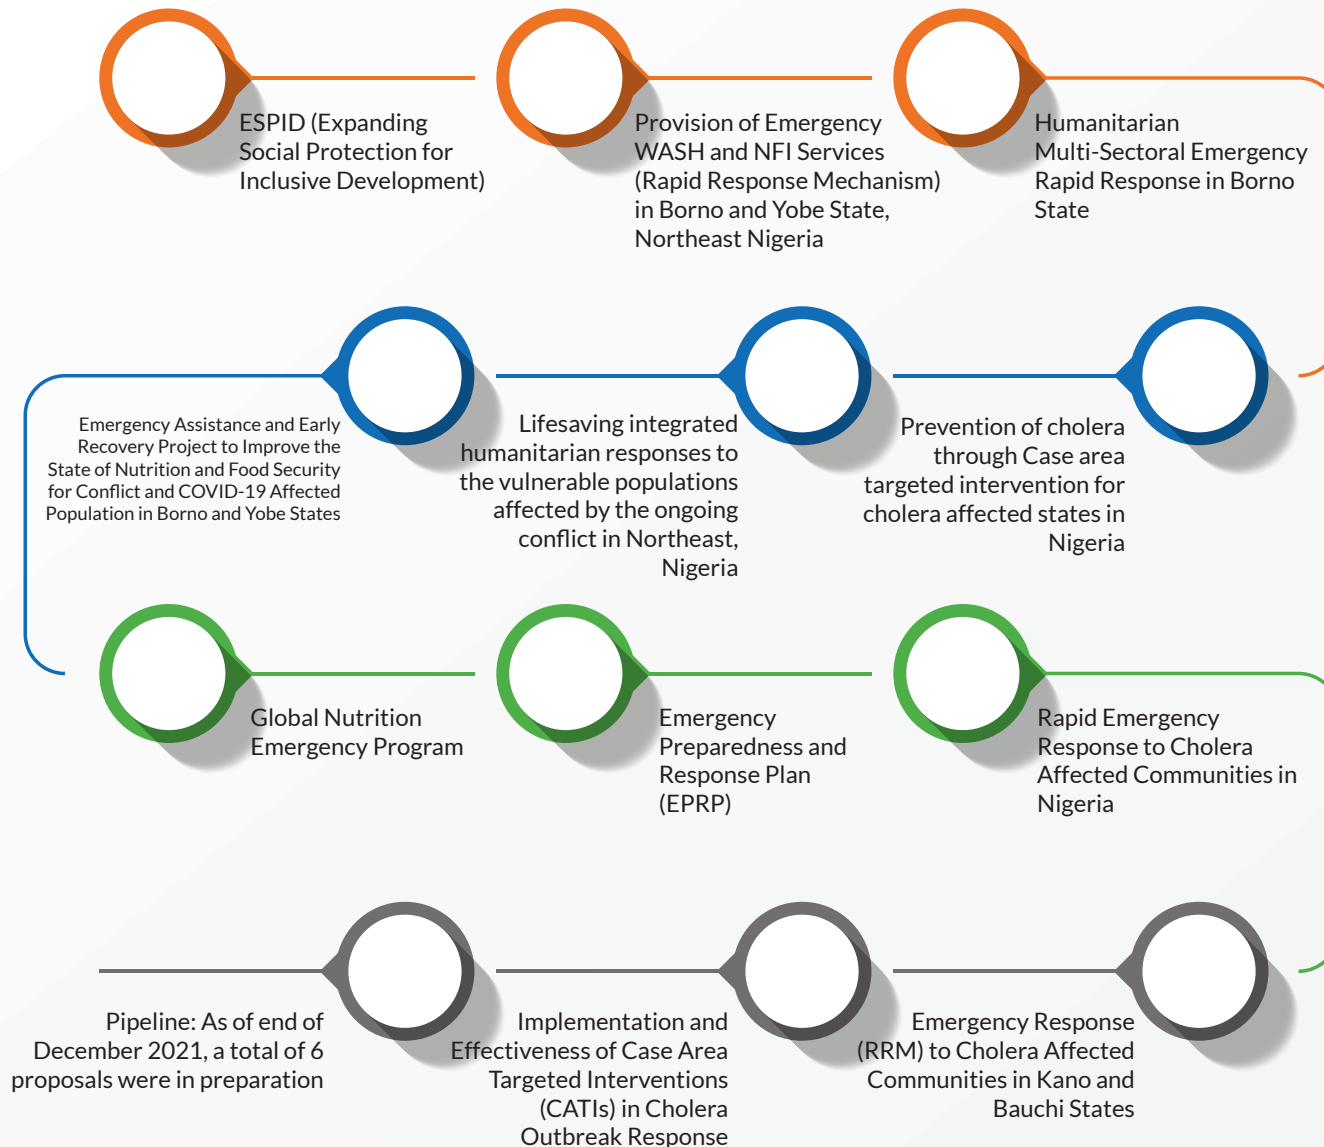 ESPID (Expanding
Social Protection for
Inclusive Development)
Provision of Emergency
WASH and NFI Services
(Rapid Response Mechanism)
in Borno and Yobe State,
Northeast Nigeria
Humanitarian
Multi-Sectoral Emergency
Rapid Response in Borno
State
Emergency Assistance and Early
Recovery Project to Improve the
State of Nutrition and Food Security
for Conflict and COVID-19 Affected
Population in Borno and Yobe States
Lifesaving integrated
humanitarian responses to
the vulnerable populations
affected by the ongoing
conflict in Northeast,
Nigeria
Prevention of cholera
through Case area
targeted intervention for
cholera affected states in
Nigeria
Global Nutrition
Emergency Program
Emergency
Preparedness and
Response Plan
(EPRP)
Rapid Emergency
Response to Cholera
Affected Communities in
Nigeria
Pipeline: As of end of
December 2021, a total of 6
proposals were in preparation
Implementation and
Effectiveness of Case Area
Targeted Interventions
(CATIs) in Cholera
Outbreak Response
Emergency Response
(RRM) to Cholera Affected
Communities in Kano and
Bauchi States